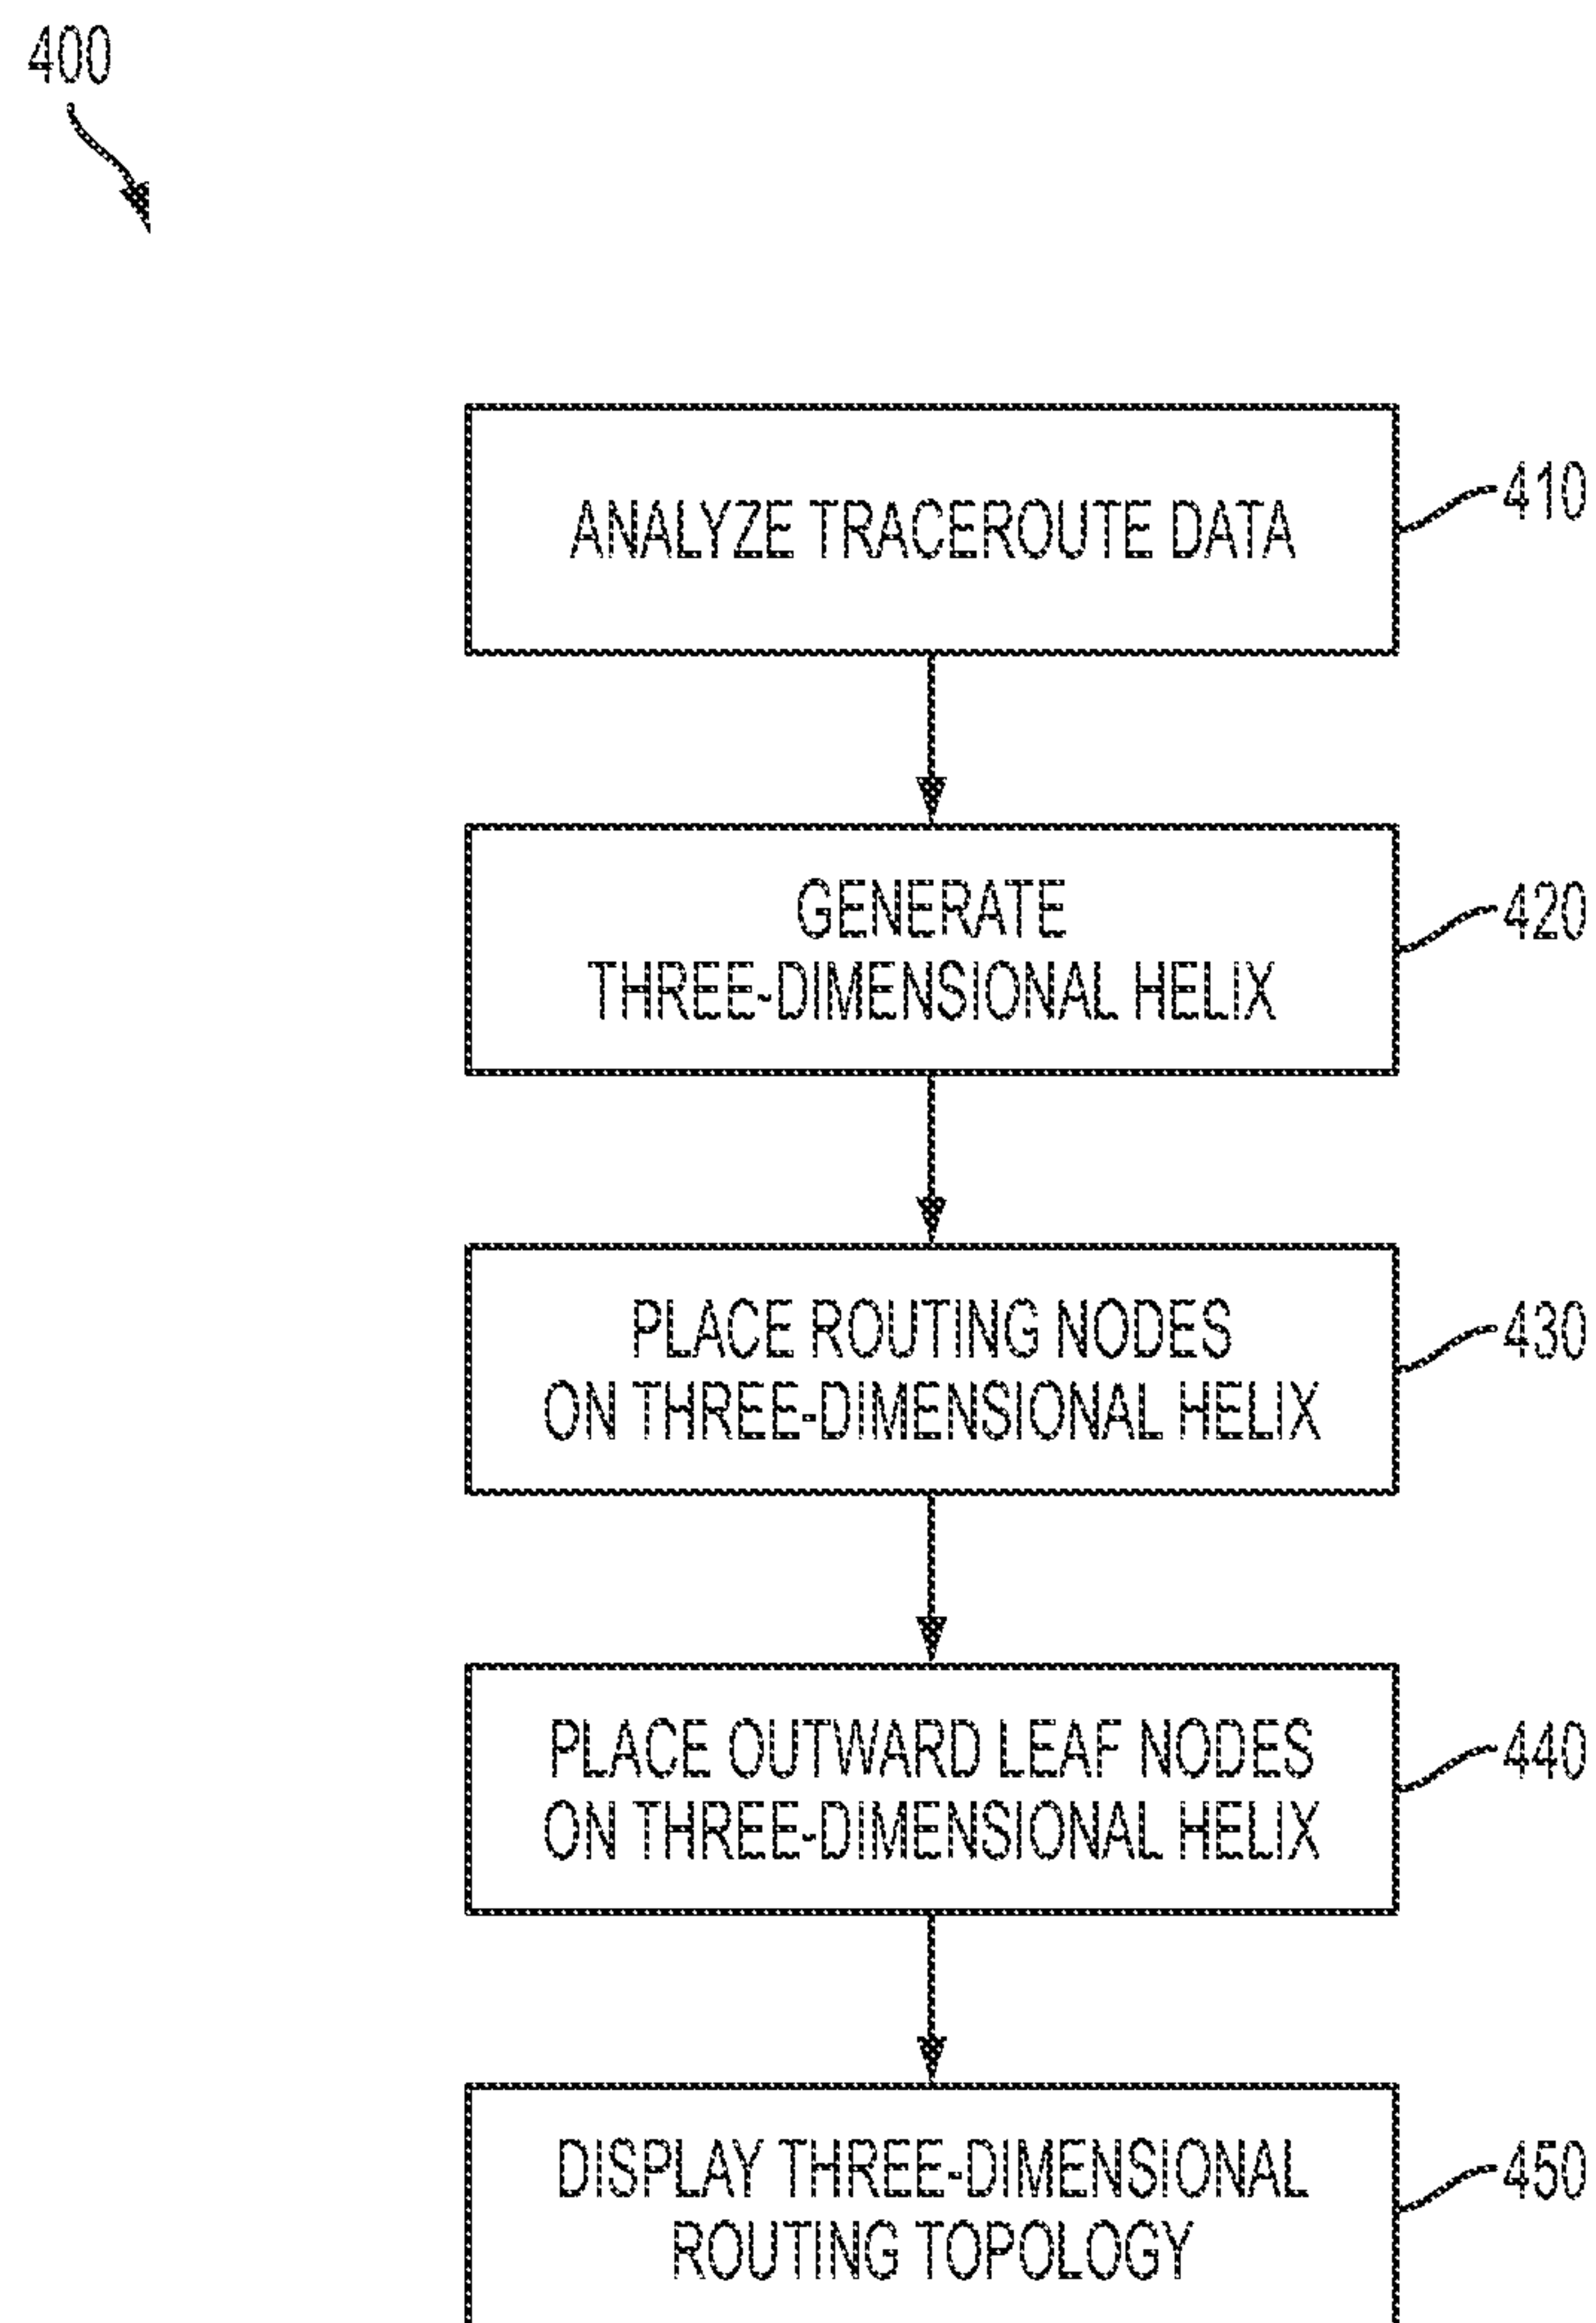 400
ANALYZE TRACEROUTE DATA
410
GENERATE
THREE-DIMENSIONAL HELIX
420
PLACE ROUTING NODES
ON THREE-DIMENSIONAL HELIX
430
PLACE OUTWARD LEAF NODES
ON THREE-DIMENSIONAL HELIX
440
DISPLAY THREE-DIMENSIONAL
ROUTING TOPOLOGY
450